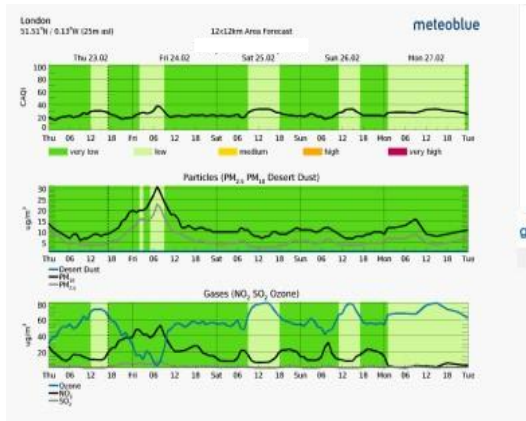 London
meteoblue
51.51°N / 0.13°W (25m asl)
12x12km Area Forecast
Thu 23.02 Fri 24.02 Sat 25.02 Sun 26.02 Mon 27.02
CAQI
100
80
60
40
20
0
Thu 06 12 18 Fri 06 12 18 Sat 06 12 18 Sun 06 12 18 Mon 06 12 18 Tue
very low low medium high very high
Particles (PM2.5 PM10 Desert Dust)
ug/m³
30
25
20
15
10
5
Thu 06 12 18 Fri 06 12 18 Sat 06 12 18 Sun 06 12 18 Mon 06 12 18 Tue
Desert Dust
PM10
PM2.5
Gases (NO2 SO2 Ozone)
ug/m³
80
60
40
20
Thu 06 12 18 Fri 06 12 18 Sat 06 12 18 Sun 06 12 18 Mon 06 12 18 Tue
Ozone
NO2
SO2
g